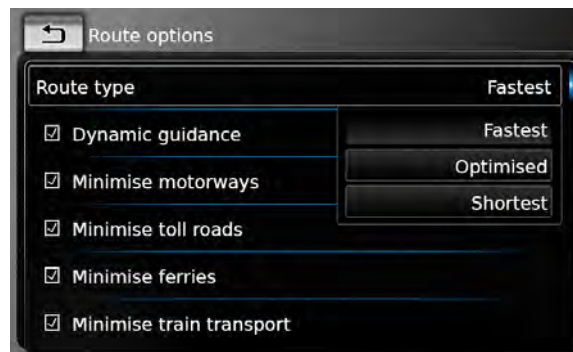 Route options
Route type Fastest
Dynamic guidance Fastest
Minimise motorways Optimised
Shortest
Minimise toll roads
Minimise ferries
Minimise train transport